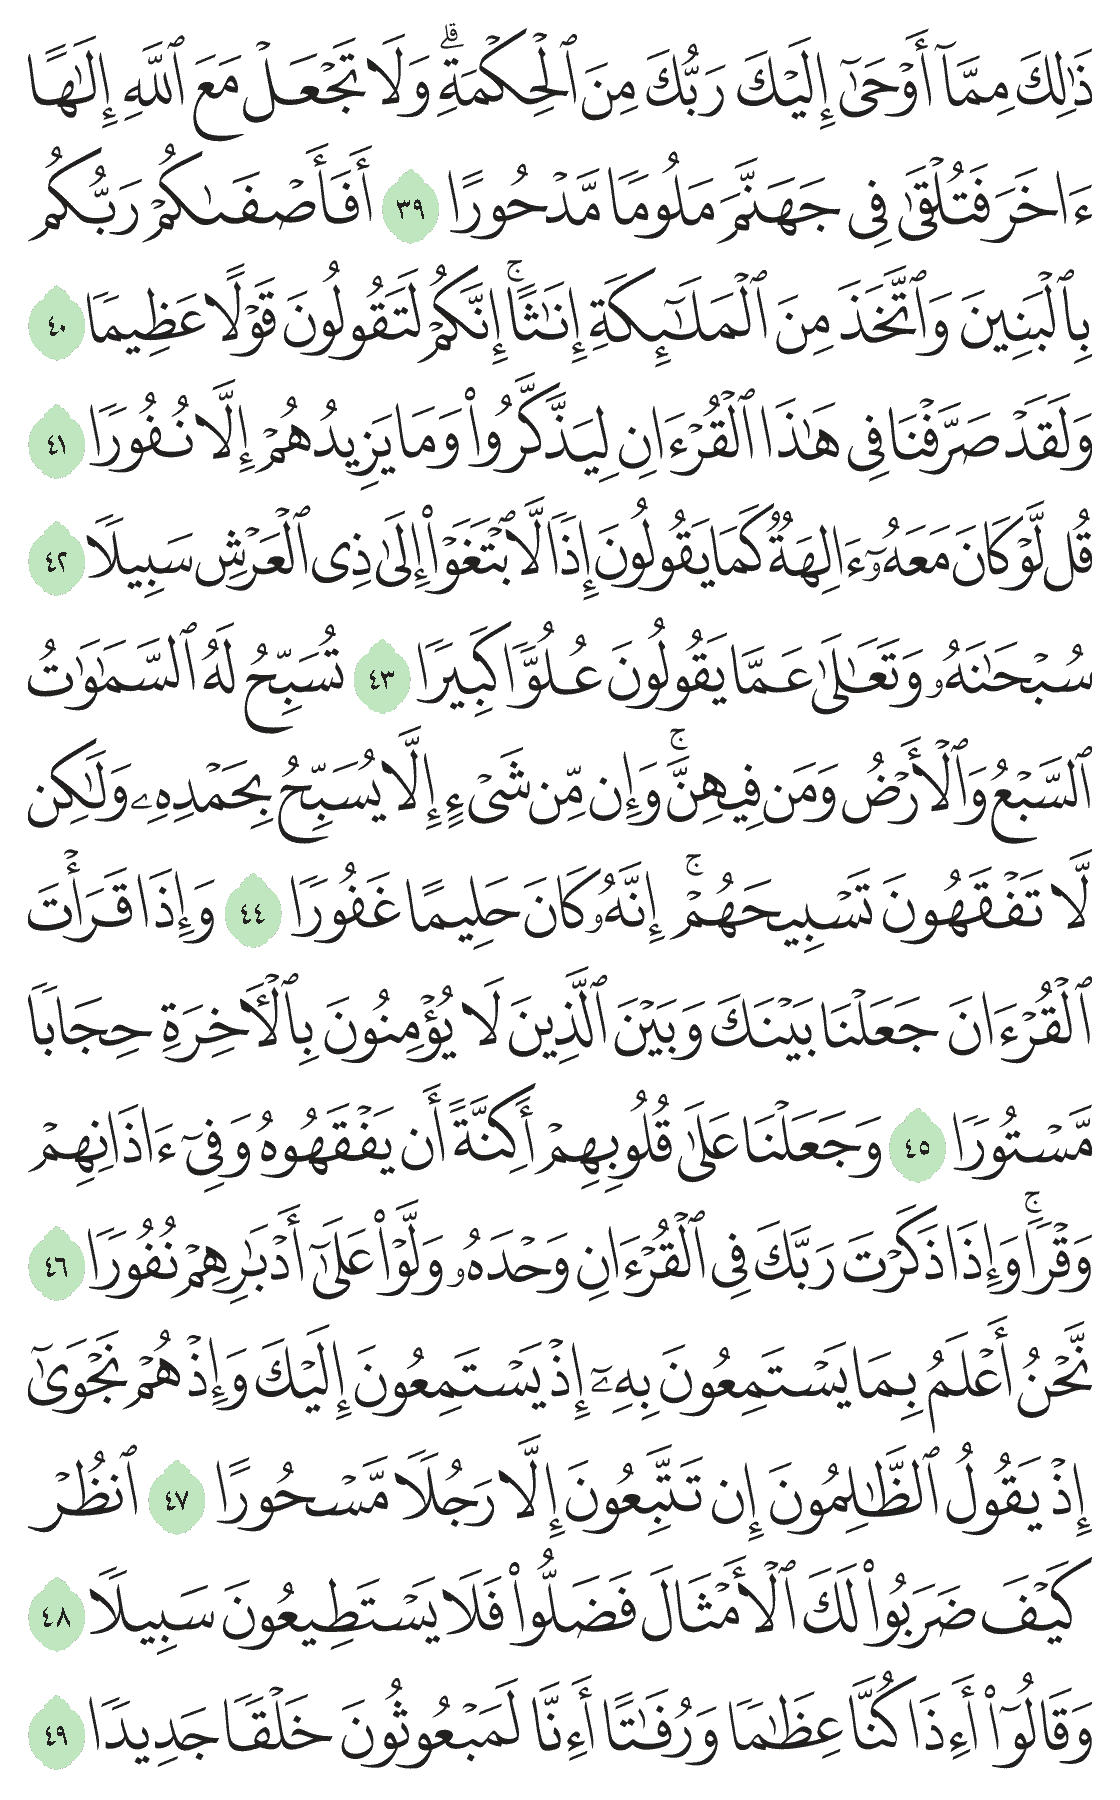 ذَٰلِكَ مِمَّآ أَوْحَىٰٓ إِلَيْكَ رَبُّكَ مِنَ ٱلْحِكْمَةِ ۗ وَلَا تَجْعَلْ مَعَ ٱللَّهِ إِلَٰهًا
ءَاخَرَ فَتُلْقَىٰ فِى جَهَنَّمَ مَلُومًا مَّدْحُورًا ٣٩ أَفَأَصْفَىٰكُمْ رَبُّكُم
بِٱلْبَنِينَ وَٱتَّخَذَ مِنَ ٱلْمَلَٰٓئِكَةِ إِنَٰثًا ۚ إِنَّكُمْ لَتَقُولُونَ قَوْلًا عَظِيمًا ٤٠
وَلَقَدْ صَرَّفْنَا فِى هَٰذَا ٱلْقُرْءَانِ لِيَذَّكَّرُوا۟ وَمَا يَزِيدُهُمْ إِلَّا نُفُورًا ٤١
قُل لَّوْ كَانَ مَعَهُۥٓ ءَالِهَةٌ كَمَا يَقُولُونَ إِذًا لَّٱبْتَغَوْا۟ إِلَىٰ ذِى ٱلْعَرْشِ سَبِيلًا ٤٢
سُبْحَٰنَهُۥ وَتَعَٰلَىٰ عَمَّا يَقُولُونَ عُلُوًّا كَبِيرًا ٤٣ تُسَبِّحُ لَهُ ٱلسَّمَٰوَٰتُ
ٱلسَّبْعُ وَٱلْأَرْضُ وَمَن فِيهِنَّ ۚ وَإِن مِّن شَىْءٍ إِلَّا يُسَبِّحُ بِحَمْدِهِۦ وَلَٰكِن
لَّا تَفْقَهُونَ تَسْبِيحَهُمْ ۚ إِنَّهُۥ كَانَ حَلِيمًا غَفُورًا ٤٤ وَإِذَا قَرَأْتَ
ٱلْقُرْءَانَ جَعَلْنَا بَيْنَكَ وَبَيْنَ ٱلَّذِينَ لَا يُؤْمِنُونَ بِٱلْـَٔاخِرَةِ حِجَابًا
مَّسْتُورًا ٤٥ وَجَعَلْنَا عَلَىٰ قُلُوبِهِمْ أَكِنَّةً أَن يَفْقَهُوهُ وَفِىٓ ءَاذَانِهِمْ
وَقْرًا ۚ وَإِذَا ذَكَرْتَ رَبَّكَ فِى ٱلْقُرْءَانِ وَحْدَهُۥ وَلَّوْا۟ عَلَىٰٓ أَدْبَٰرِهِمْ نُفُورًا ٤٦
نَّحْنُ أَعْلَمُ بِمَا يَسْتَمِعُونَ بِهِۦٓ إِذْ يَسْتَمِعُونَ إِلَيْكَ وَإِذْ هُمْ نَجْوَىٰٓ
إِذْ يَقُولُ ٱلظَّٰلِمُونَ إِن تَتَّبِعُونَ إِلَّا رَجُلًا مَّسْحُورًا ٤٧ ٱنظُرْ
كَيْفَ ضَرَبُوا۟ لَكَ ٱلْأَمْثَالَ فَضَلُّوا۟ فَلَا يَسْتَطِيعُونَ سَبِيلًا ٤٨
وَقَالُوٓا۟ أَءِذَا كُنَّا عِظَٰمًا وَرُفَٰتًا أَءِنَّا لَمَبْعُوثُونَ خَلْقًا جَدِيدًا ٤٩